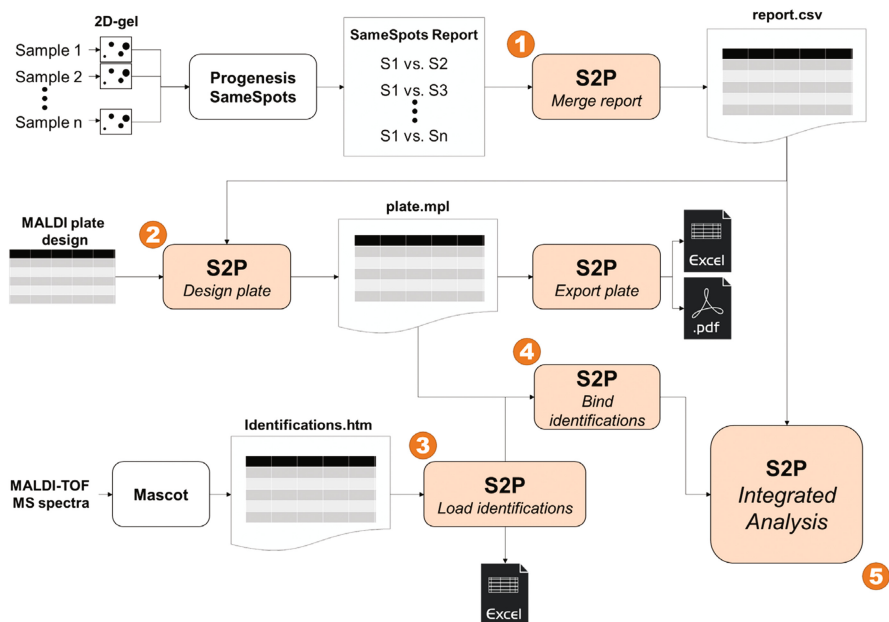 2D-gel
Sample 1
Sample 2
Sample n
Progenesis
SameSpots
SameSpots Report
S1 vs. S2
S1 vs. S3
S1 vs. Sn
1
S2P
Merge report
report.csv
MALDI plate
design
2
S2P
Design plate
plate.mpl
S2P
Export plate
Excel
.pdf
4
S2P
Bind
identifications
Identifications.htm
3
MALDI-TOF
MS spectra
Mascot
S2P
Load identifications
Excel
S2P
Integrated
Analysis
5